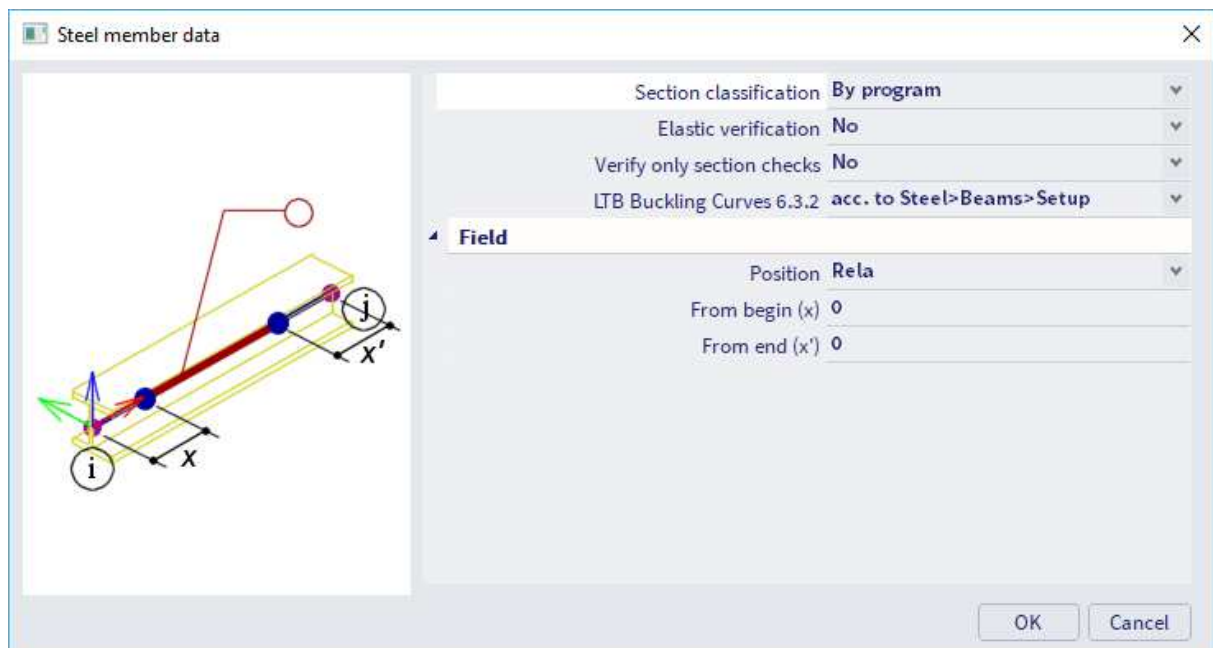 Steel member data
Section classification By program
Elastic verification No
Verify only section checks No
LTB Buckling Curves 6.3.2 acc. to Steel>Beams>Setup
Field
Position Rela
From begin (x) 0
From end (x') 0
j
x'
x
i
OK Cancel